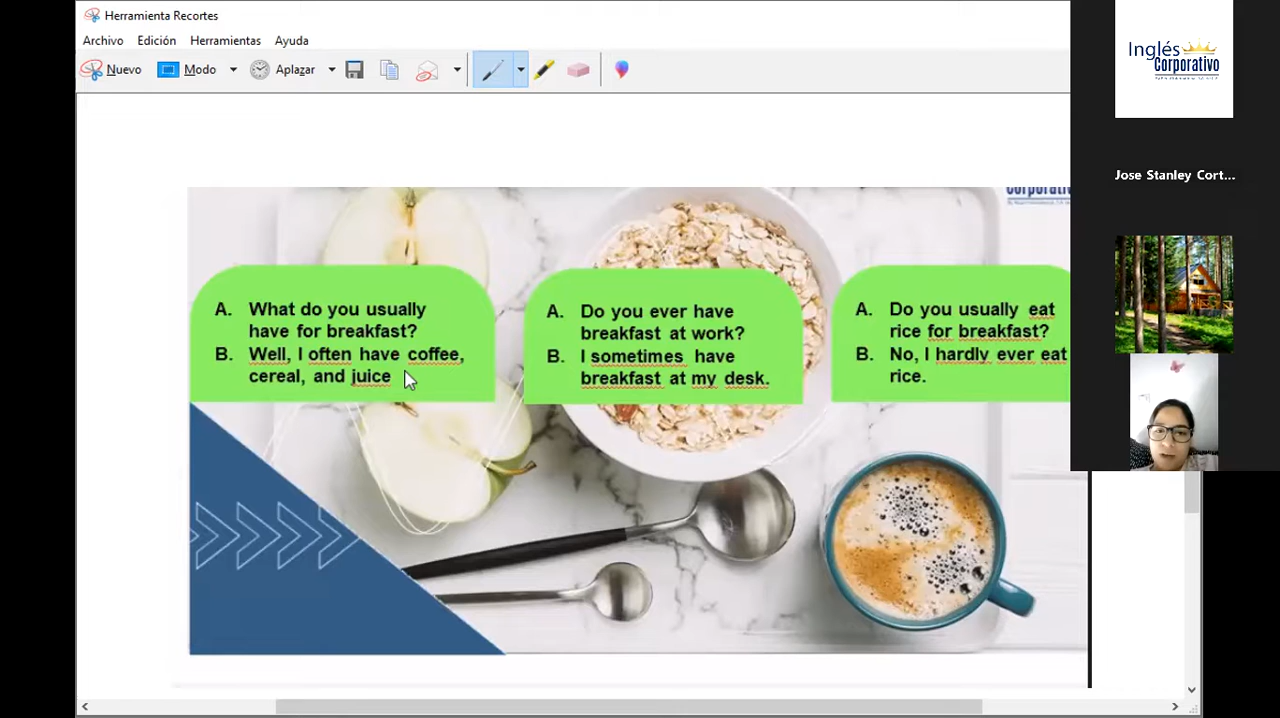 Herramienta Recortes
Archivo Edición Herramientas Ayuda
Nuevo Modo Aplazar
Inglés
Corporativo
Jose Stanley Cort...
Corporativo
A. What do you usually
have for breakfast?
B. Well, I often have coffee,
cereal, and juice
A. Do you ever have
breakfast at work?
B. I sometimes have
breakfast at my desk.
A. Do you usually eat
rice for breakfast?
B. No, I hardly ever eat
rice.